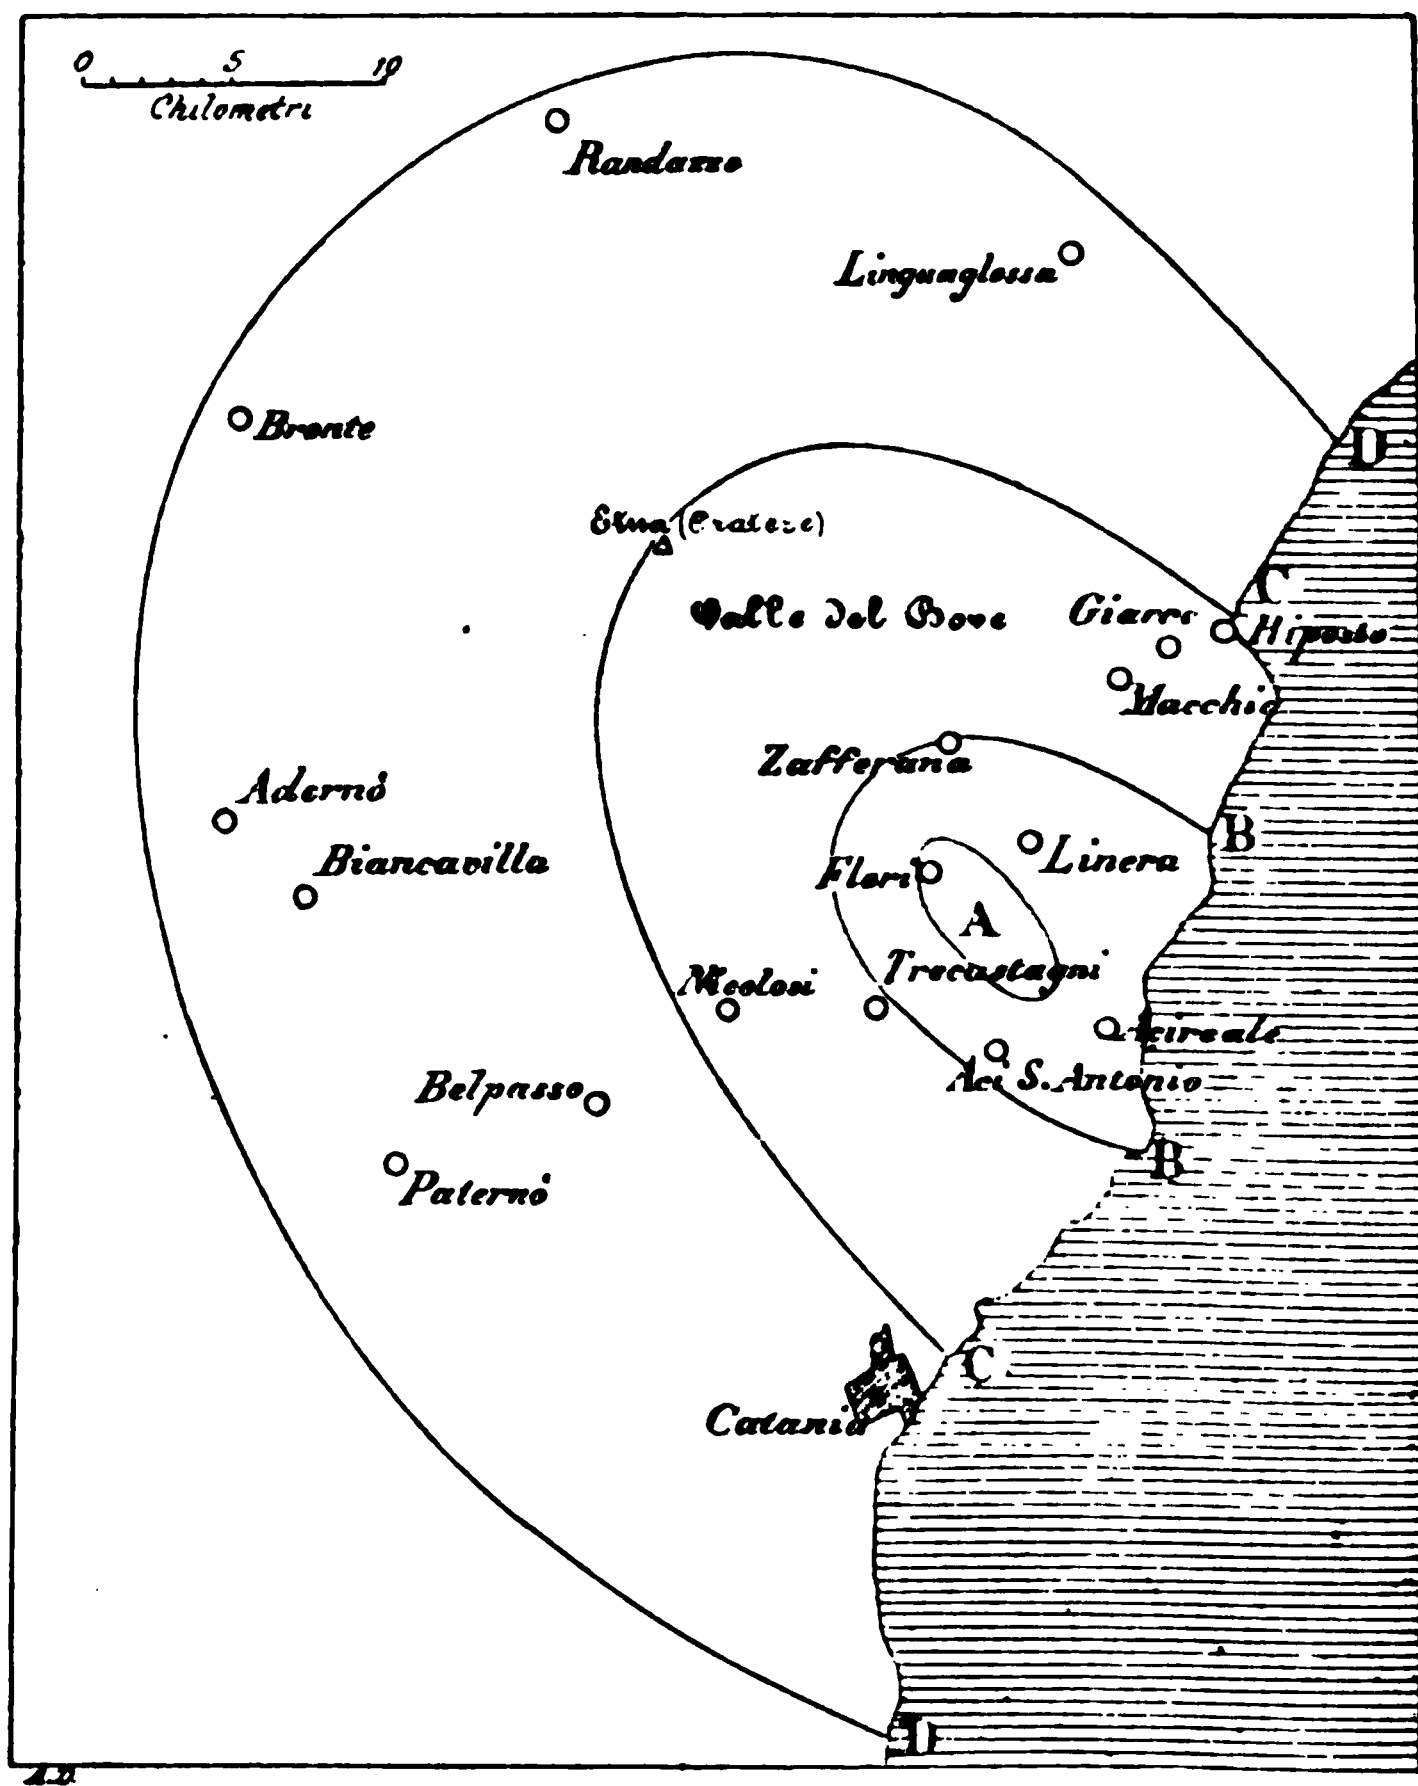 0 5 10
Chilometri
Randazzo
Linguaglossa
Bronte
D
Etna (Cratere)
C
Valle del Bove
Giarre
Riposto
Macchia
Zafferana
Adernò
B
Biancavilla
Linera
Fleri
A
Trecastagni
Nicolosi
Acireale
Aci S. Antonio
Belpasso
B
Paternò
C
Catania
D
A.D.